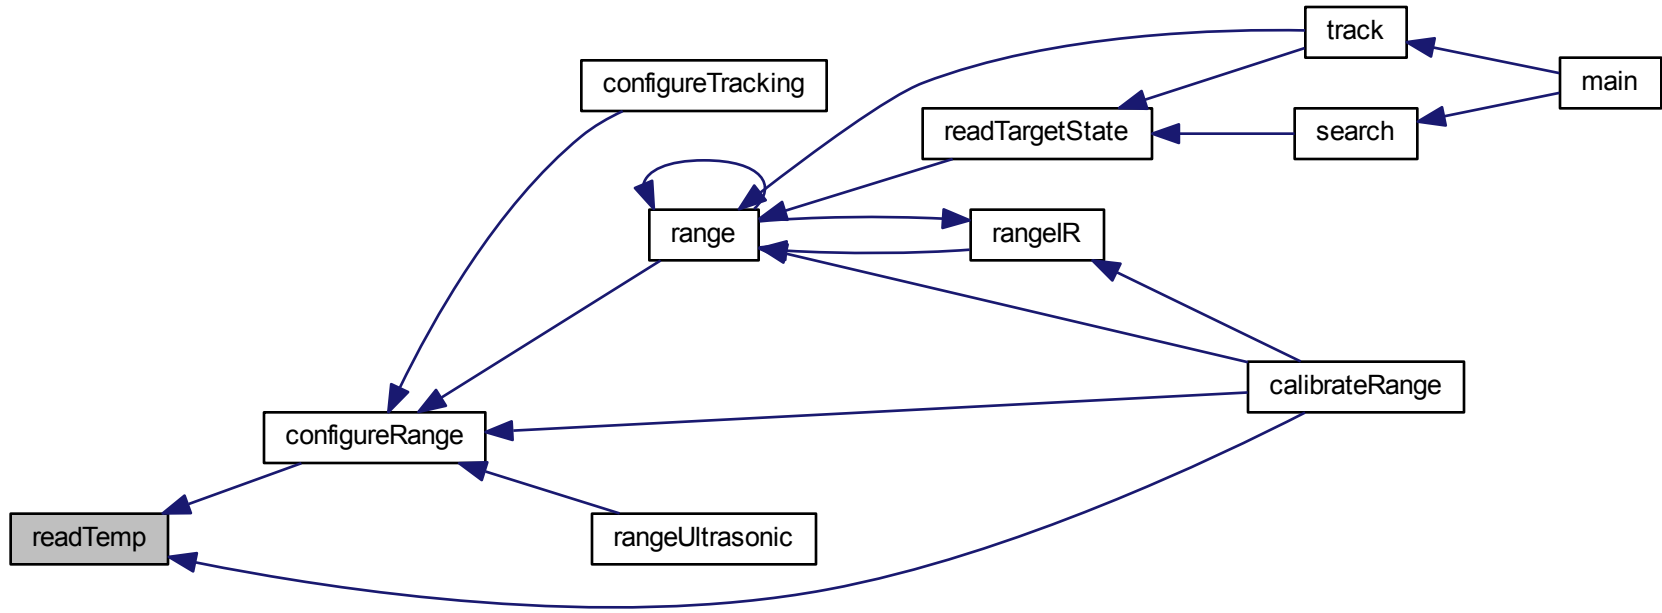 track
main
configureTracking
readTargetState
search
range
rangeIR
calibrateRange
configureRange
readTemp
rangeUltrasonic